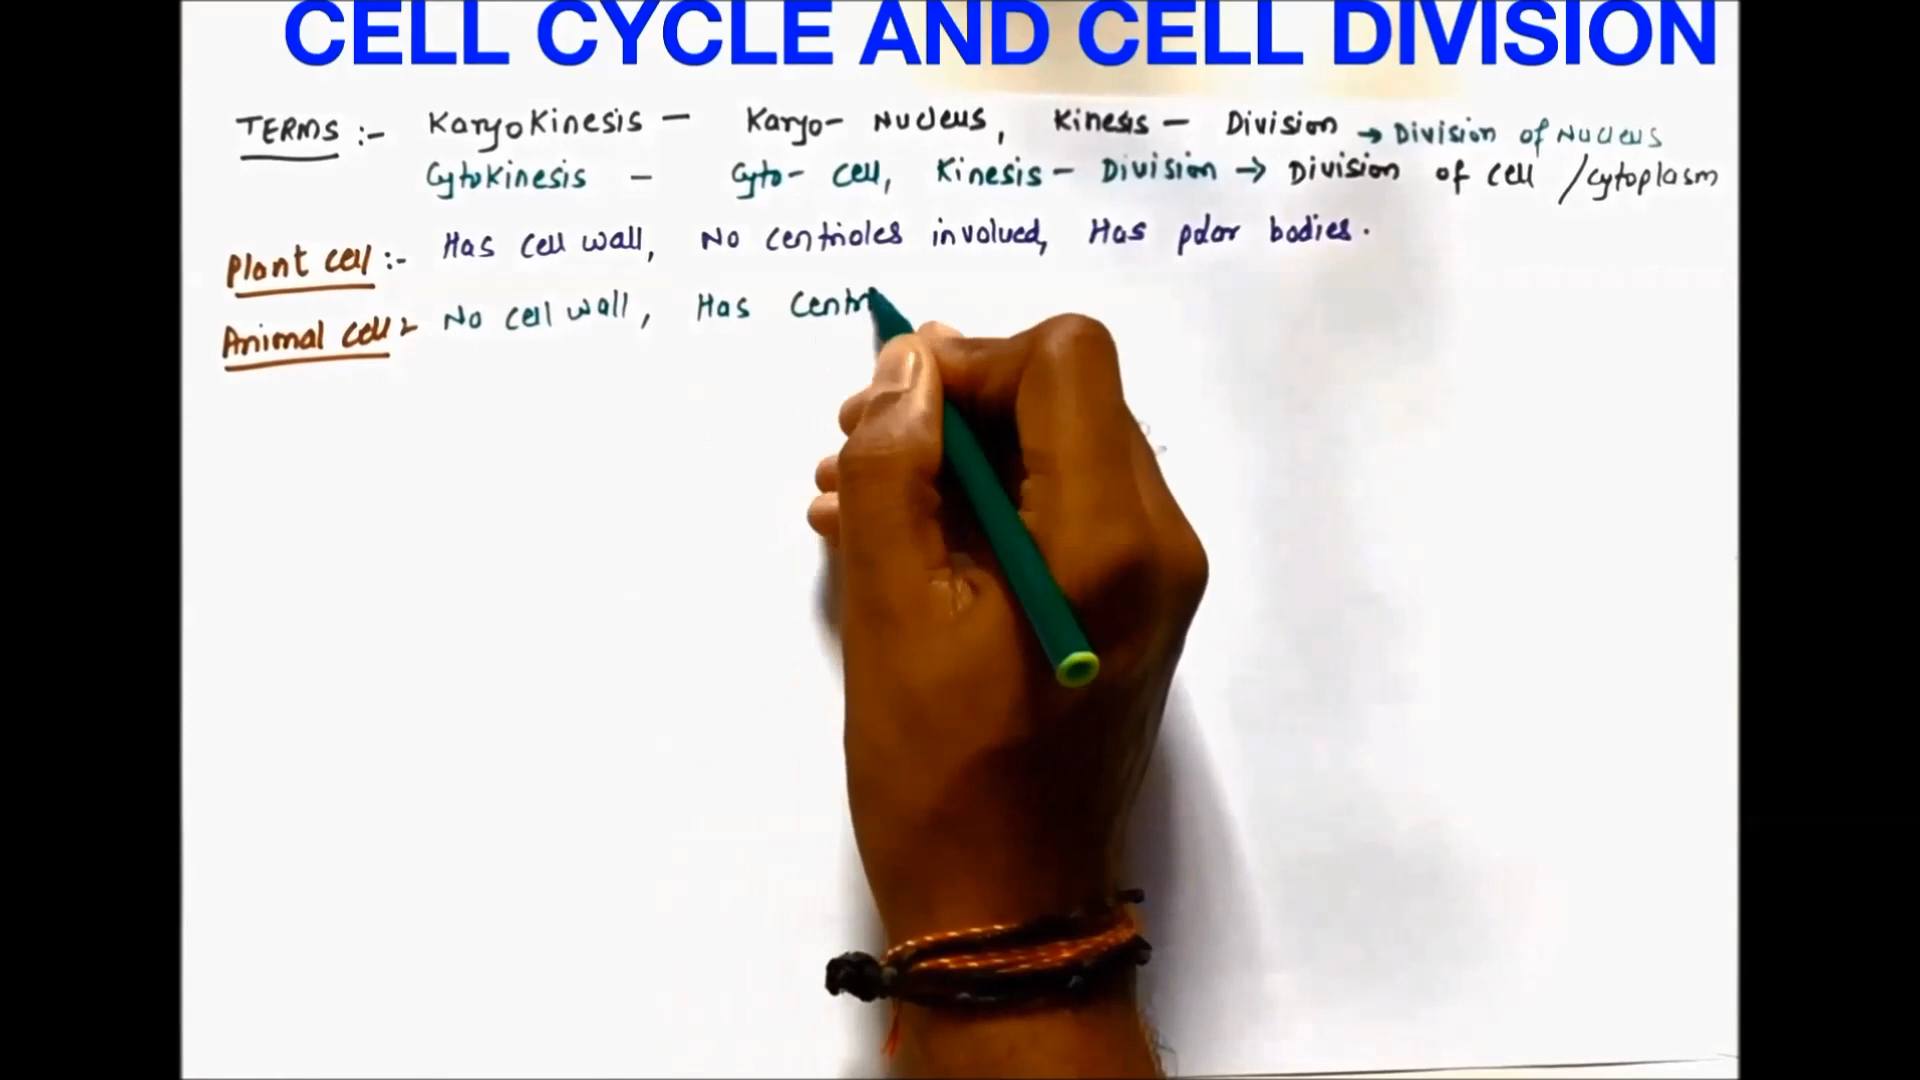 CELL CYCLE AND CELL DIVISION
TERMS :- KaryoKinesis - Karyo- Nucleus, Kinesis - Division → Division of Nucleus
CytoKinesis - Cyto- Cell, Kinesis - Division → Division of cell /cytoplasm
Plant cell :- Has cell wall, No centrioles involved, Has polar bodies.
Animal cell :- No cell wall, Has Centr